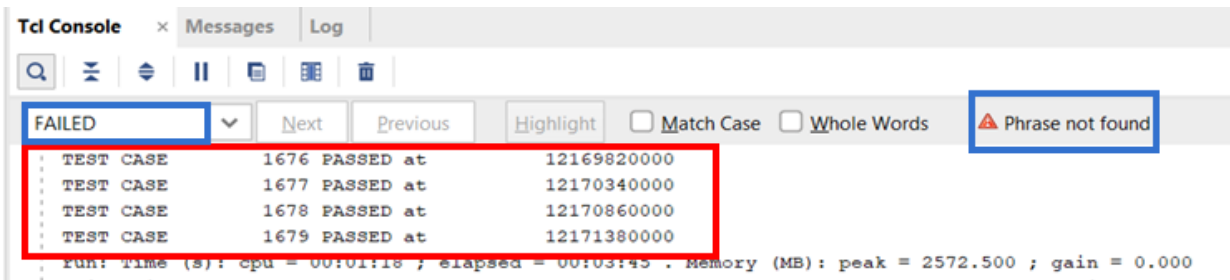 Tcl Console × Messages Log
FAILED Next Previous Highlight Match Case Whole Words Phrase not found
TEST CASE 1676 PASSED at 12169820000
TEST CASE 1677 PASSED at 12170340000
TEST CASE 1678 PASSED at 12170860000
TEST CASE 1679 PASSED at 12171380000
run: Time (s): cpu = 00:01:18 ; elapsed = 00:03:45 . Memory (MB): peak = 2572.500 ; gain = 0.000